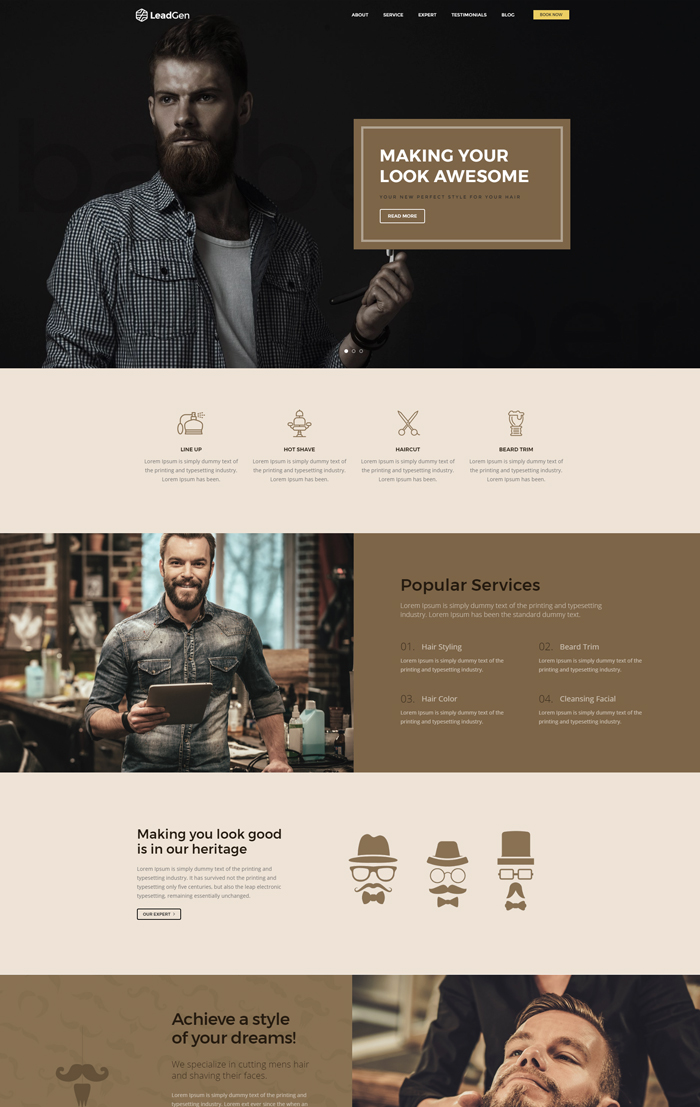 LeadGen
ABOUT
SERVICE
EXPERT
TESTIMONIALS
BLOG
BOOK NOW
MAKING YOUR
LOOK AWESOME
YOUR NEW PERFECT STYLE FOR YOUR HAIR
READ MORE
LINE UP
Lorem Ipsum is simply dummy text of
the printing and typesetting industry.
Lorem Ipsum has been.
HOT SHAVE
Lorem Ipsum is simply dummy text of
the printing and typesetting industry.
Lorem Ipsum has been.
HAIRCUT
Lorem Ipsum is simply dummy text of
the printing and typesetting industry.
Lorem Ipsum has been.
BEARD TRIM
Lorem Ipsum is simply dummy text of
the printing and typesetting industry.
Lorem Ipsum has been.
Popular Services
Lorem Ipsum is simply dummy text of the printing and typesetting
industry. Lorem Ipsum has been the standard dummy text.
01. Hair Styling
Lorem Ipsum is simply dummy text of the
printing and typesetting industry.
02. Beard Trim
Lorem Ipsum is simply dummy text of the
printing and typesetting industry.
03. Hair Color
Lorem Ipsum is simply dummy text of the
printing and typesetting industry.
04. Cleansing Facial
Lorem Ipsum is simply dummy text of the
printing and typesetting industry.
Making you look good
is in our heritage
Lorem Ipsum is simply dummy text of the printing and
typesetting industry. It has survived not the printing and
typesetting only five centuries, but also the leap electronic
typesetting, remaining essentially unchanged.
OUR EXPERT >
Achieve a style
of your dreams!
We specialize in cutting mens hair
and shaving their faces.
Lorem Ipsum is simply dummy text of the printing and
typesetting industry. Lorem ext ever since the when an